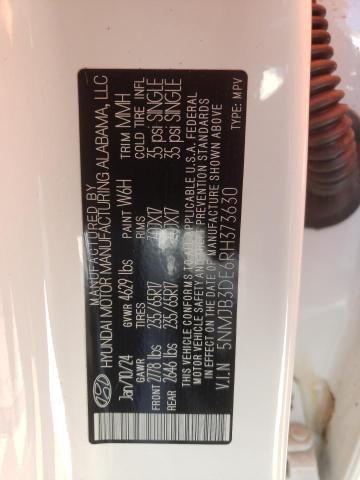 MANUFACTURED BY
HYUNDAI MOTOR MANUFACTURING ALABAMA, LLC
Jan/10/24 GVWR 4629 lbs PAINT W6H TRIM MMH
GAWR TIRES RIMS COLD TIRE INFL
FRONT 2778 lbs 235/65R17 35 psi SINGLE
REAR 2646 lbs 235/65R17 35 psi SINGLE
THIS VEHICLE CONFORMS TO ALL APPLICABLE U.S.A. FEDERAL
MOTOR VEHICLE SAFETY AND THEFT PREVENTION STANDARDS
IN EFFECT ON THE DATE OF MANUFACTURE SHOWN ABOVE
V.I.N 5NMJB3DE6RH373630 TYPE: MPV